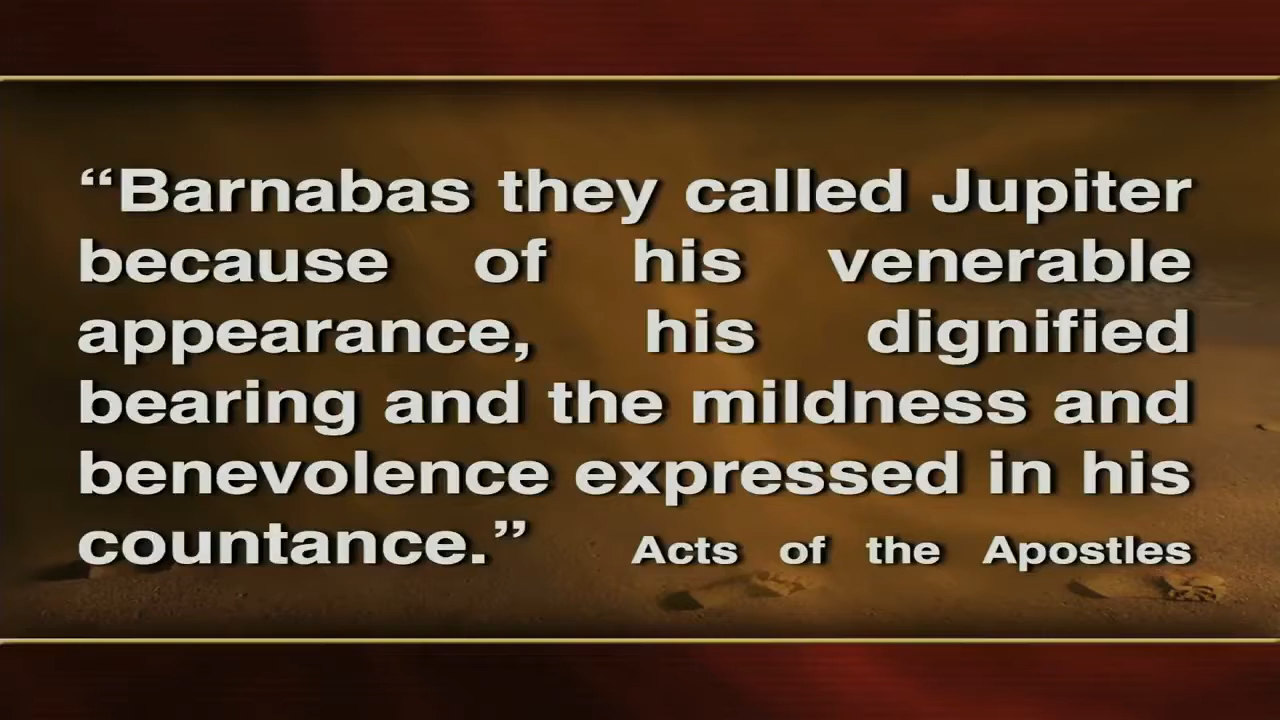 “Barnabas they called Jupiter
because of his venerable
appearance, his dignified
bearing and the mildness and
benevolence expressed in his
countance.” Acts of the Apostles